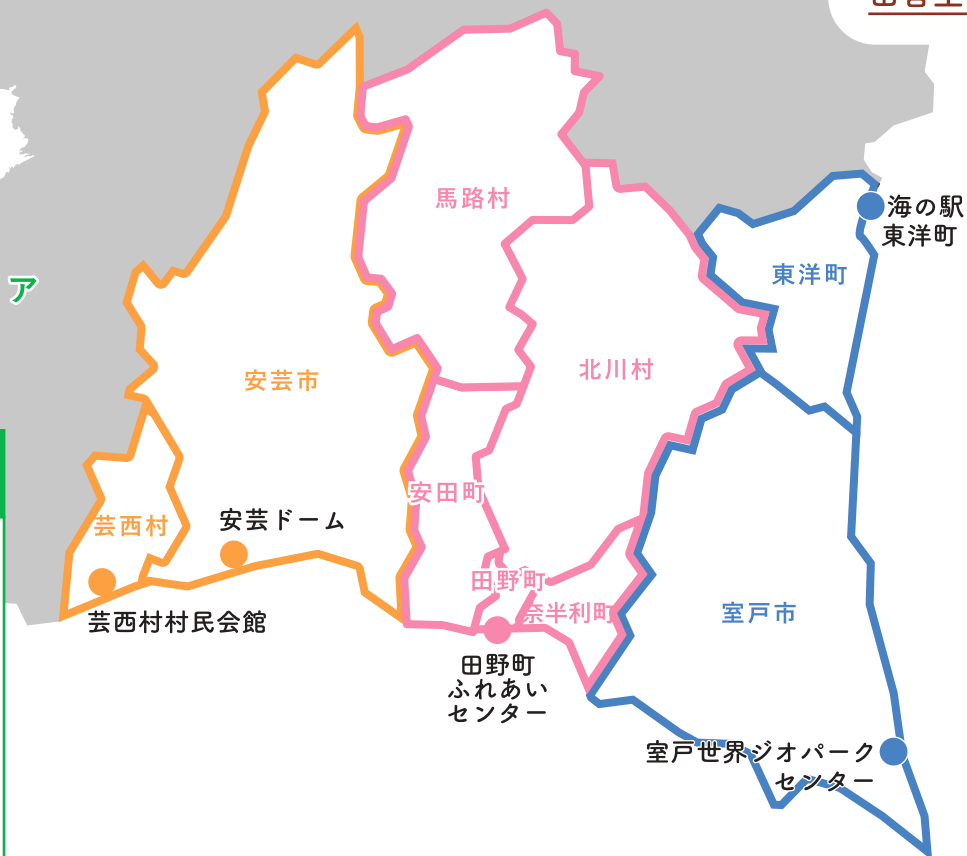 馬路村
海の駅
東洋町
東洋町
ア
北川村
安芸市
安田町
安芸ドーム
芸西村
田野町
奈半利町
室戸市
芸西村村民会館
田野町
ふれあい
センター
室戸世界ジオパーク
センター